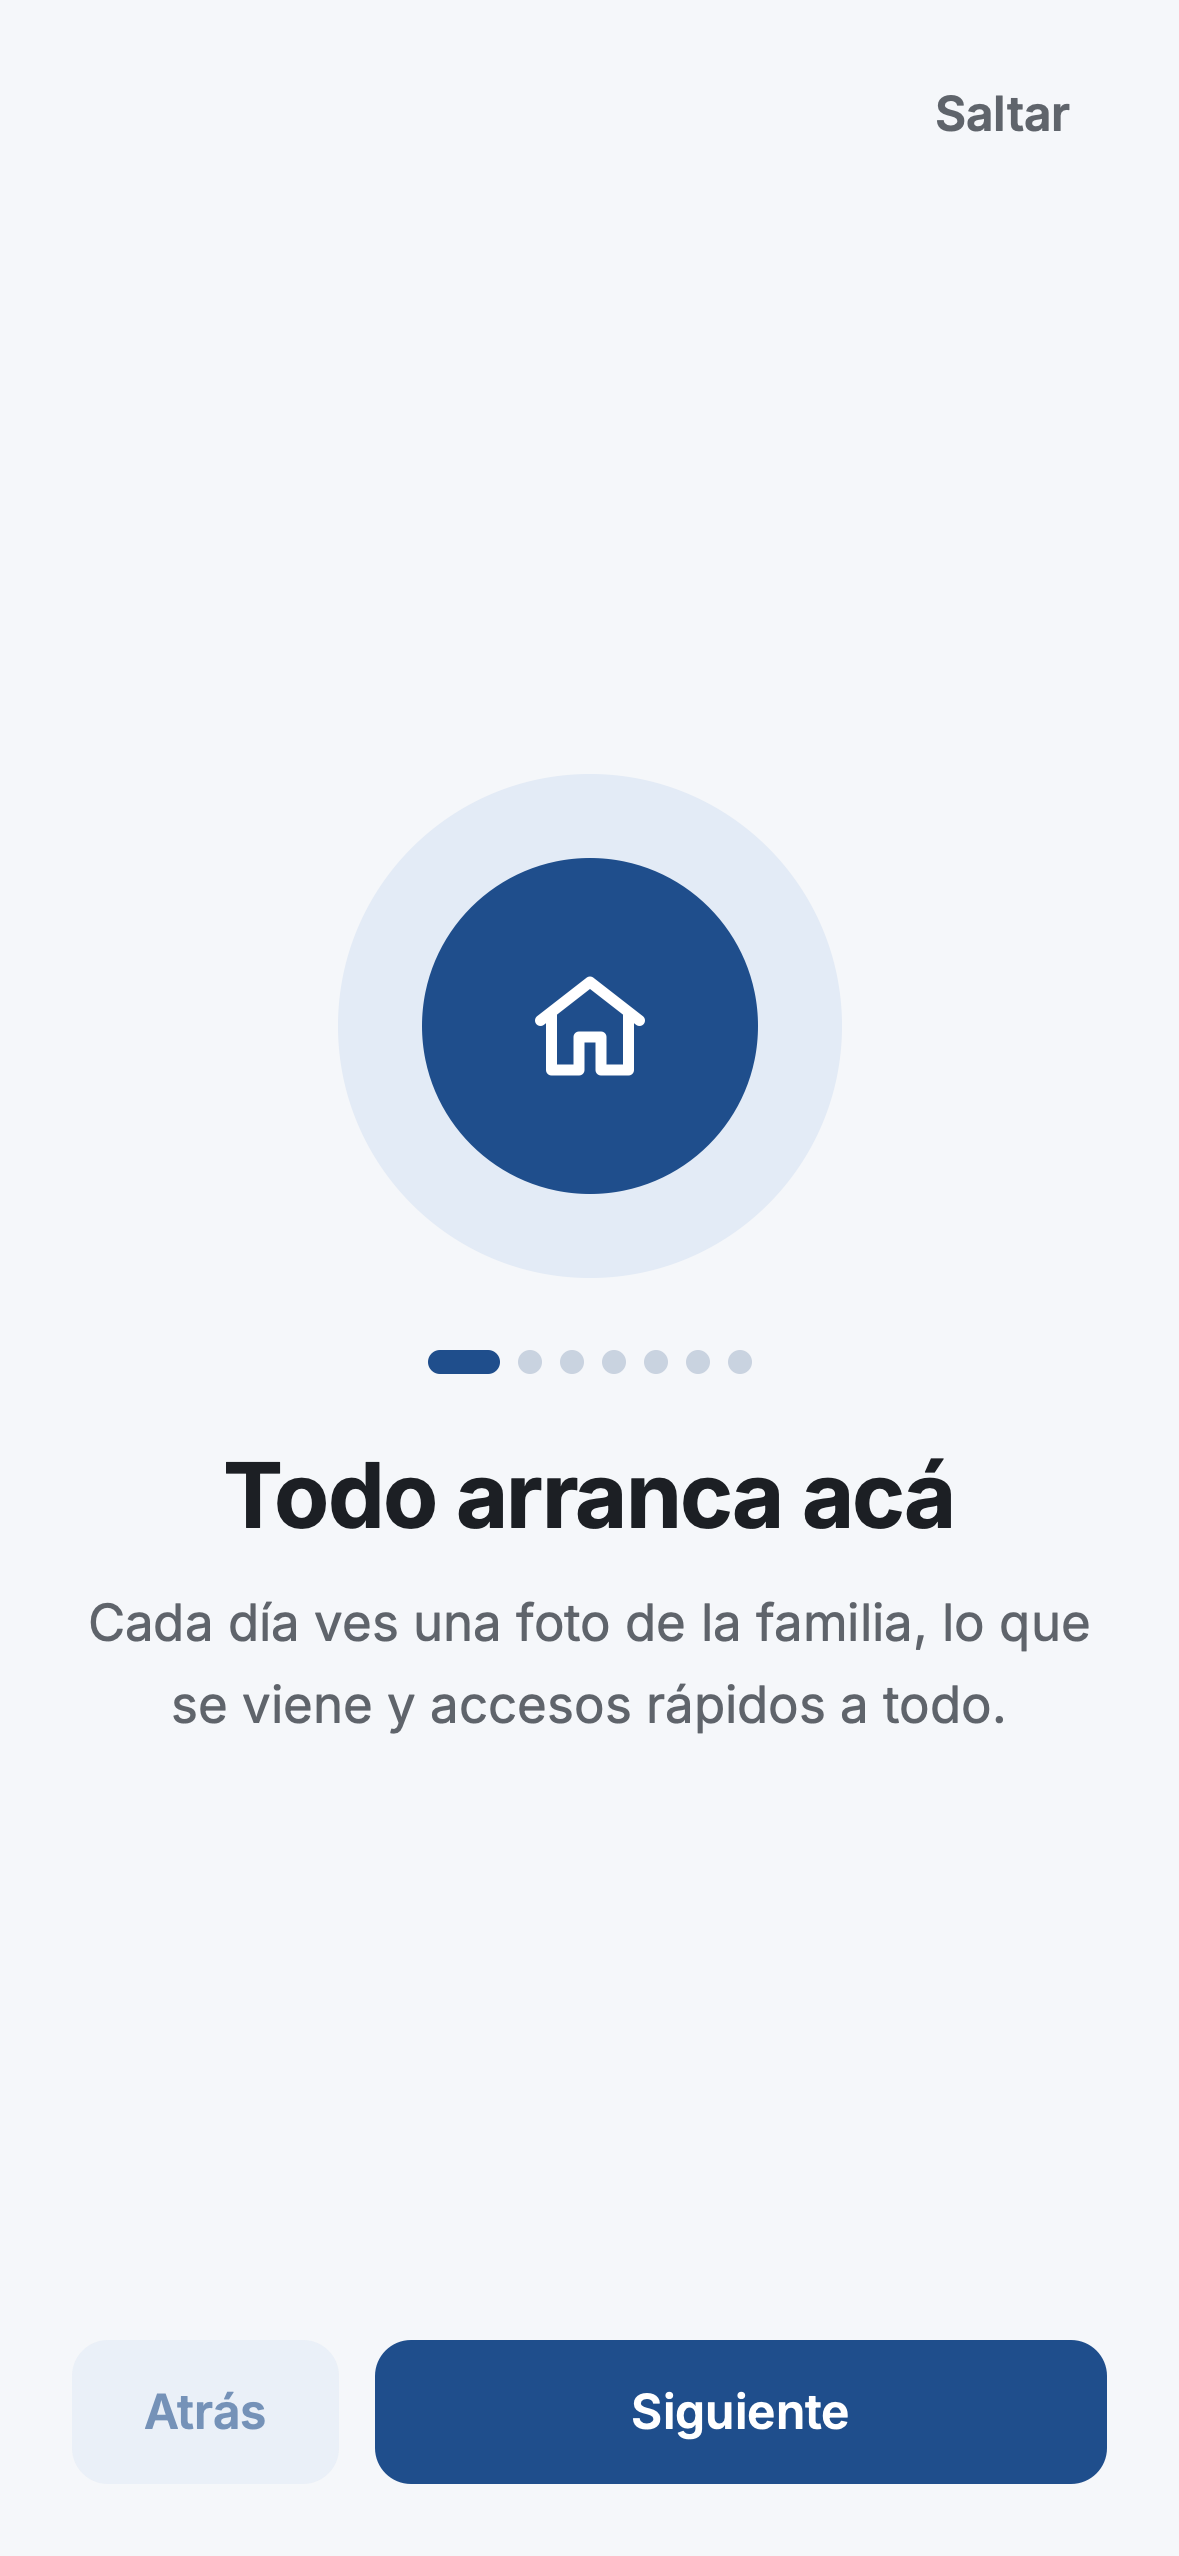 Saltar
Todo arranca acá
Cada día ves una foto de la familia, lo que
se viene y accesos rápidos a todo.
Atrás
Siguiente